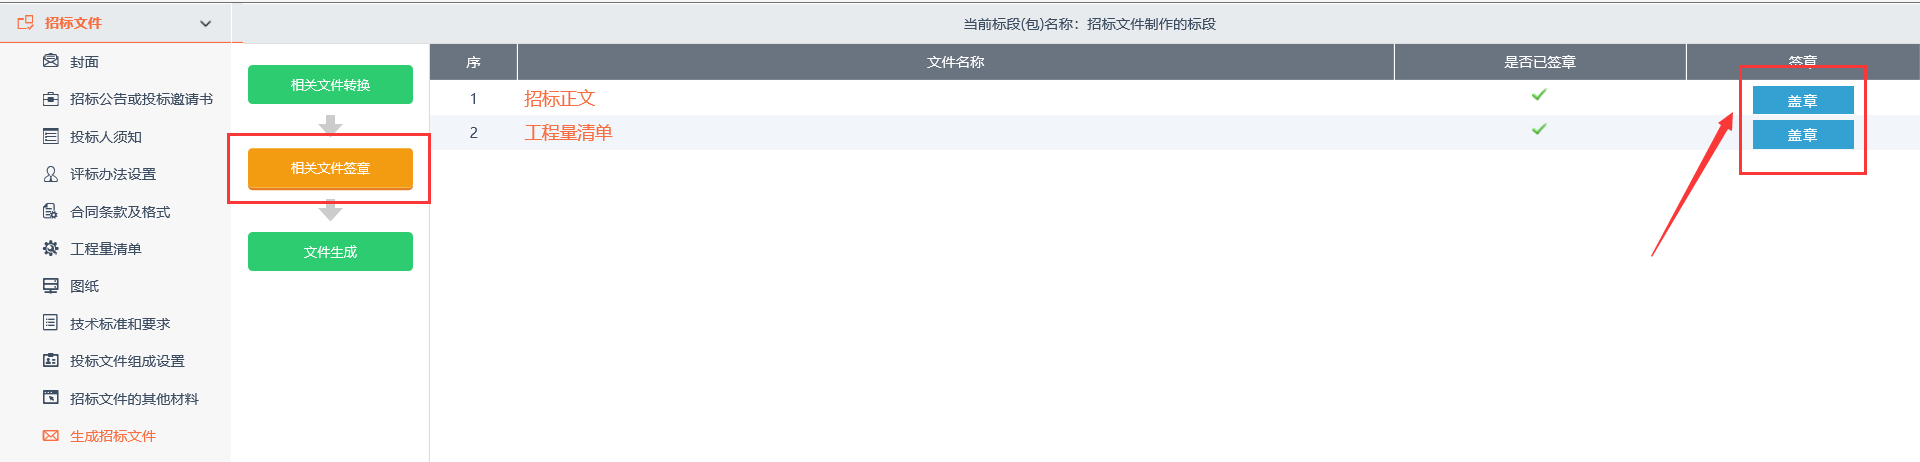 招标文件
当前标段(包)名称：招标文件制作的标段
封面
招标公告或投标邀请书
投标人须知
评标办法设置
合同条款及格式
工程量清单
图纸
技术标准和要求
投标文件组成设置
招标文件的其他材料
生成招标文件
相关文件转换
相关文件签章
文件生成
序 文件名称 是否已签章 签章
1 招标正文 盖章
2 工程量清单 盖章